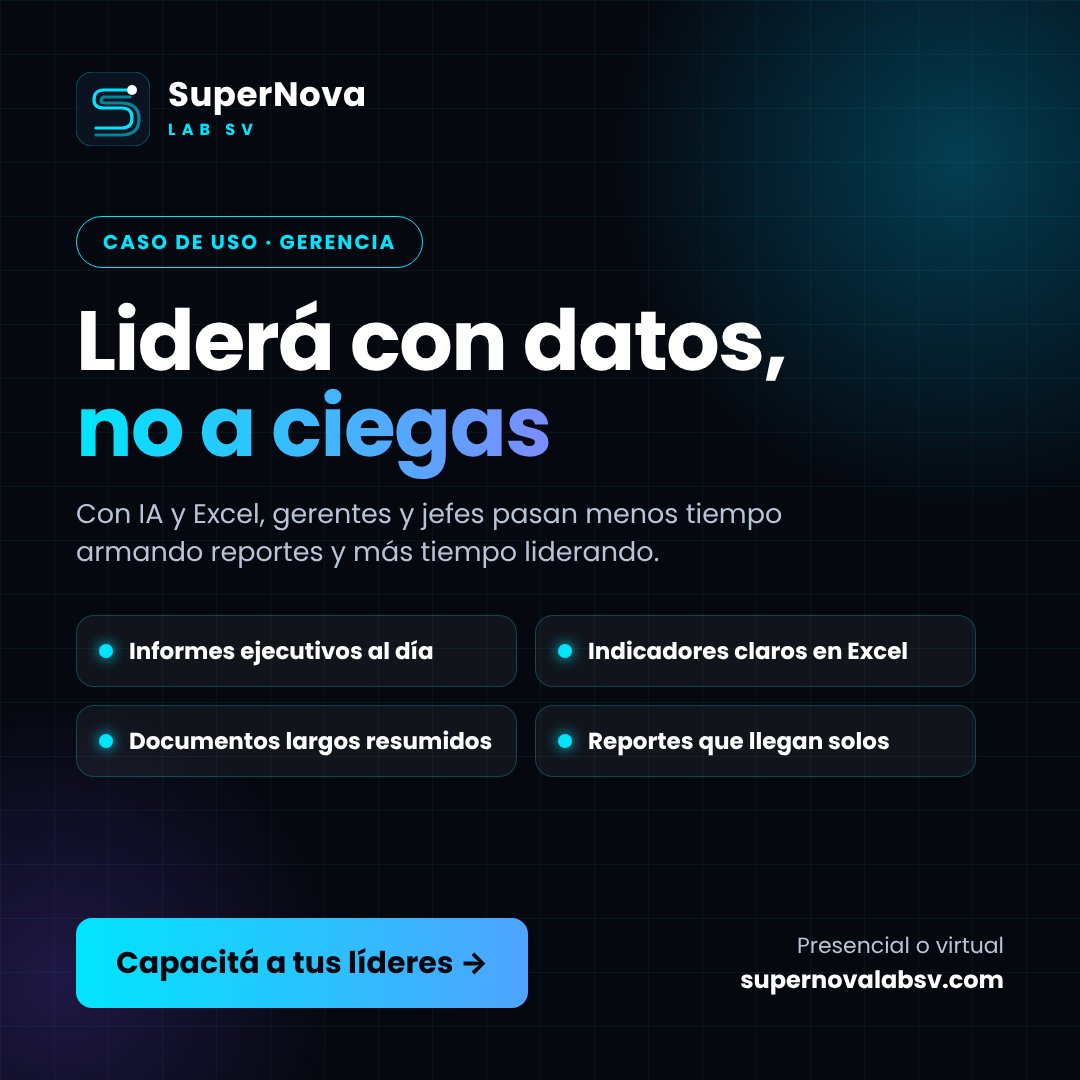 SuperNova
LAB SV
CASO DE USO · GERENCIA
Liderá con datos,
no a ciegas
Con IA y Excel, gerentes y jefes pasan menos tiempo
armando reportes y más tiempo liderando.
Informes ejecutivos al día
Indicadores claros en Excel
Documentos largos resumidos
Reportes que llegan solos
Capacitá a tus líderes →
Presencial o virtual
supernovalabsv.com